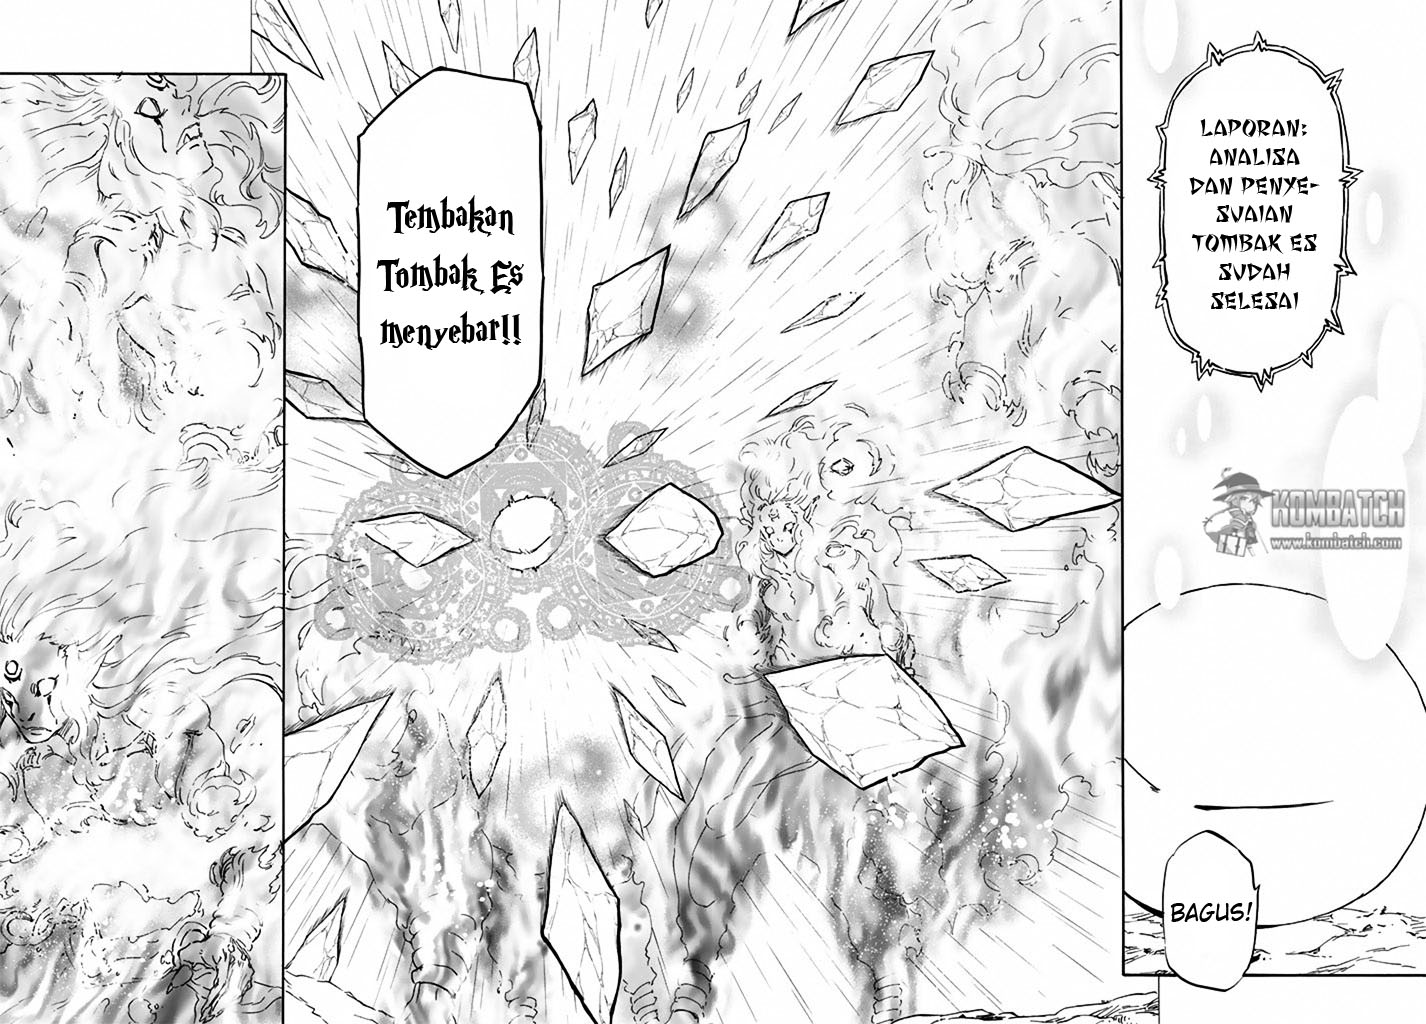 LAPORAN:
ANALISA
DAN PENYE-
SUAIAN
TOMBAK ES
SUDAH
SELESAI
BAGUS!
Tembakan
Tombak Es
menyebar!!
KOMBATCH
www.kombatch.com